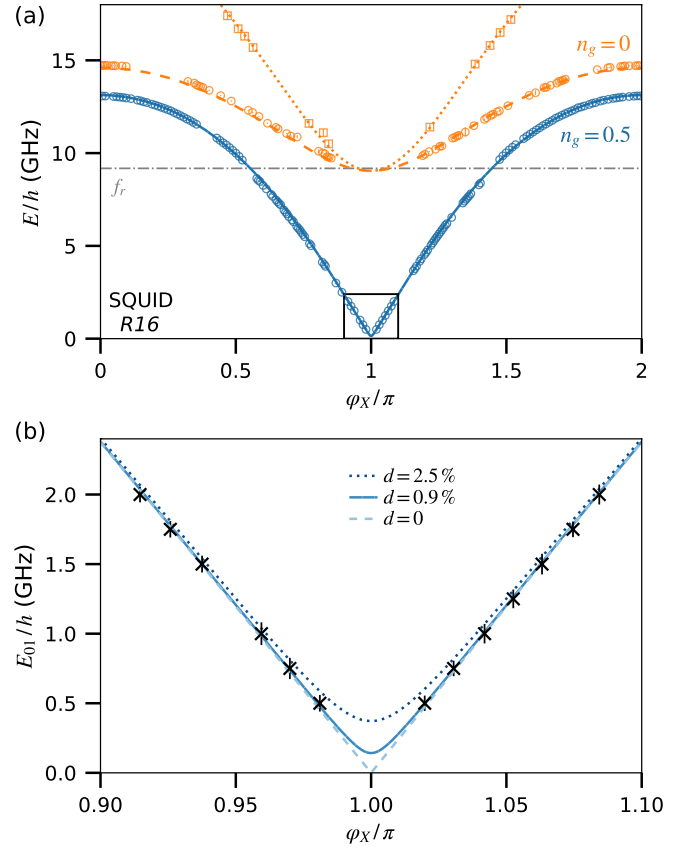 (a)
15
10
5
0
E/h (GHz)
n_g = 0
n_g = 0.5
f_r
SQUID
R16
0
0.5
1
1.5
2
φ_X/π
(b)
2.0
1.5
1.0
0.5
0.0
E_01/h (GHz)
d = 2.5 %
d = 0.9 %
d = 0
0.90
0.95
1.00
1.05
1.10
φ_X/π